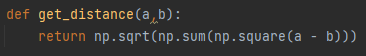 def get_distance(a,b):
    return np.sqrt(np.sum(np.square(a - b)))